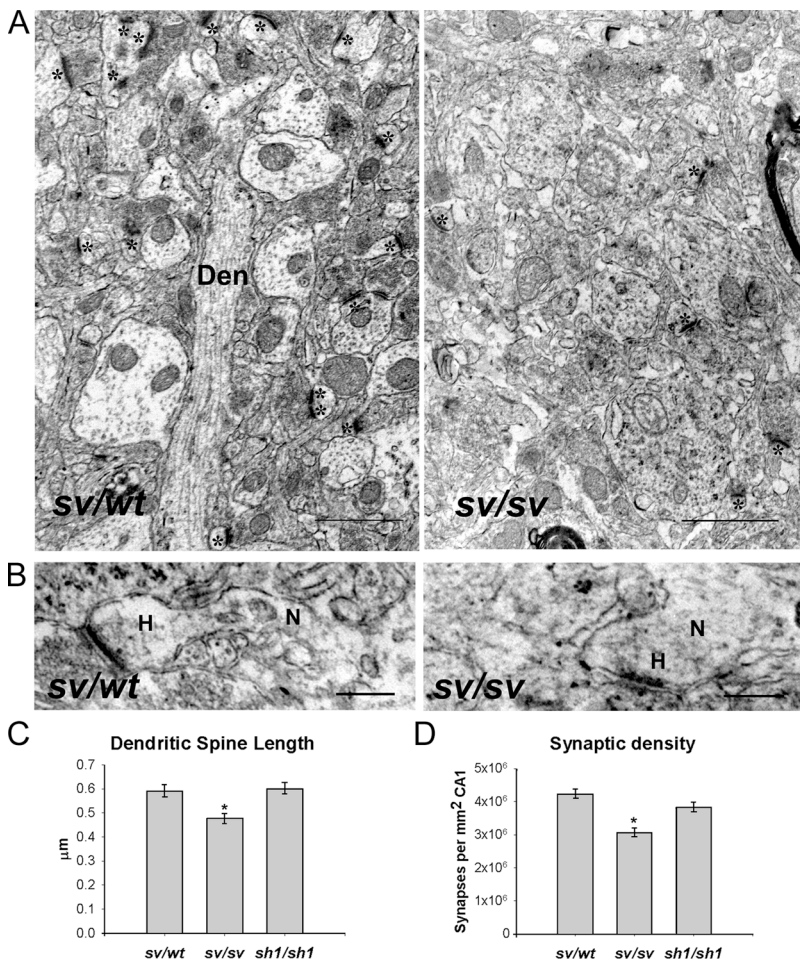 A
* * * * *
* *
*
* * *
Den
*
*
*
*
sv/wt
*
*
*
*
*
*
sv/sv
B
H
N
sv/wt
N
H
sv/sv
C
Dendritic Spine Length
0.7
0.6
0.5
0.4
0.3
0.2
0.1
0.0
µm
*
sv/wt sv/sv sh1/sh1
D
Synaptic density
5x10⁶
4x10⁶
3x10⁶
2x10⁶
1x10⁶
0
Synapses per mm² CA1
*
sv/wt sv/sv sh1/sh1